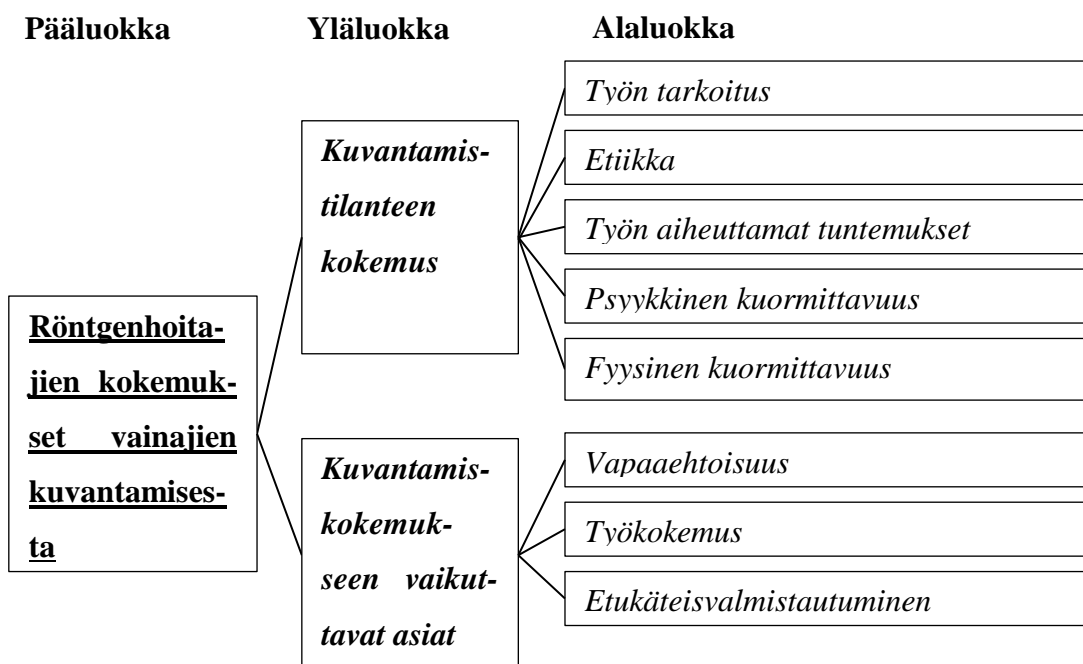 Pääluokka Yläluokka Alaluokka
Röntgenhoita-
jien kokemuk-
set vainajien
kuvantamises-
ta
Kuvantamis-
tilanteen
kokemus
Työn tarkoitus
Etiikka
Työn aiheuttamat tuntemukset
Psyykkinen kuormittavuus
Fyysinen kuormittavuus
Kuvantamis-
kokemuk-
seen vaikut-
tavat asiat
Vapaaehtoisuus
Työkokemus
Etukäteisvalmistautuminen